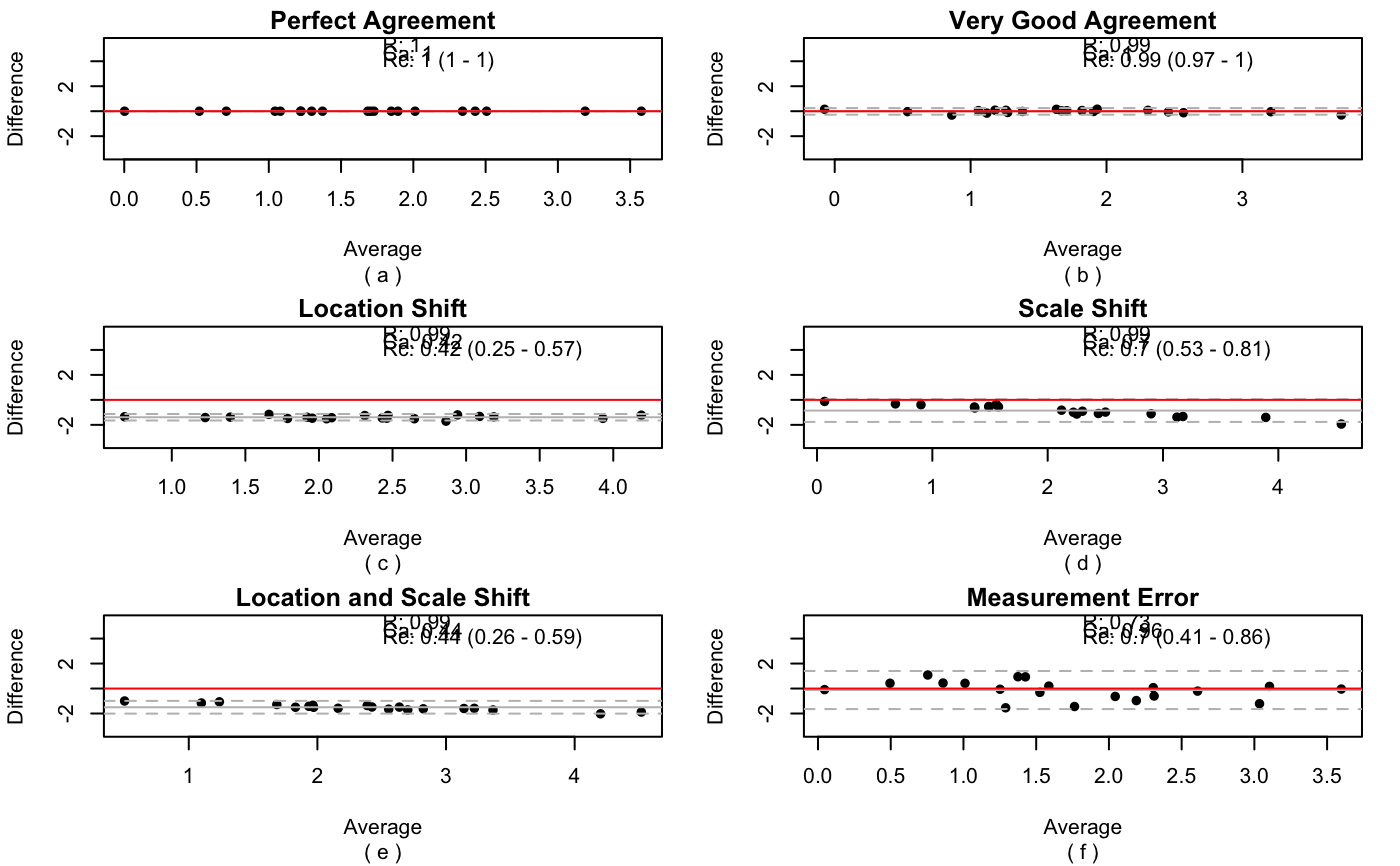 Perfect Agreement
R: 1
Ca: 1
Rc: 1 (1 - 1)
Difference
2
-2
0.0 0.5 1.0 1.5 2.0 2.5 3.0 3.5
Average
( a )
Very Good Agreement
R: 0.99
Ca: 1
Rc: 0.99 (0.97 - 1)
Difference
2
-2
0 1 2 3
Average
( b )
Location Shift
R: 0.99
Ca: 0.42
Rc: 0.42 (0.25 - 0.57)
Difference
2
-2
1.0 1.5 2.0 2.5 3.0 3.5 4.0
Average
( c )
Scale Shift
R: 0.99
Ca: 0.7
Rc: 0.7 (0.53 - 0.81)
Difference
2
-2
0 1 2 3 4
Average
( d )
Location and Scale Shift
R: 0.99
Ca: 0.44
Rc: 0.44 (0.26 - 0.59)
Difference
2
-2
1 2 3 4
Average
( e )
Measurement Error
R: 0.73
Ca: 0.96
Rc: 0.7 (0.41 - 0.86)
Difference
2
-2
0.0 0.5 1.0 1.5 2.0 2.5 3.0 3.5
Average
( f )